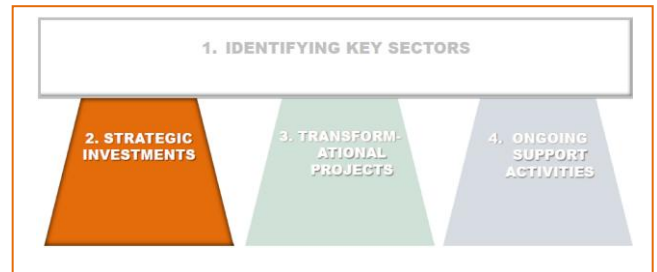 1. IDENTIFYING KEY SECTORS
2. STRATEGIC
INVESTMENTS
3. TRANSFORM-
ATIONAL
PROJECTS
4. ONGOING
SUPPORT
ACTIVITIES